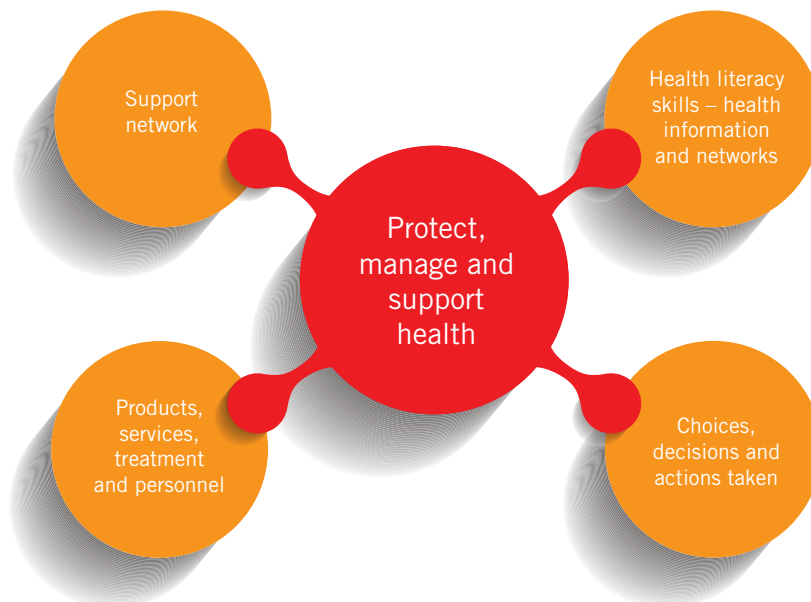 Support
network
Health literacy
skills – health
information
and networks
Protect,
manage and
support
health
Products,
services,
treatment
and personnel
Choices,
decisions and
actions taken